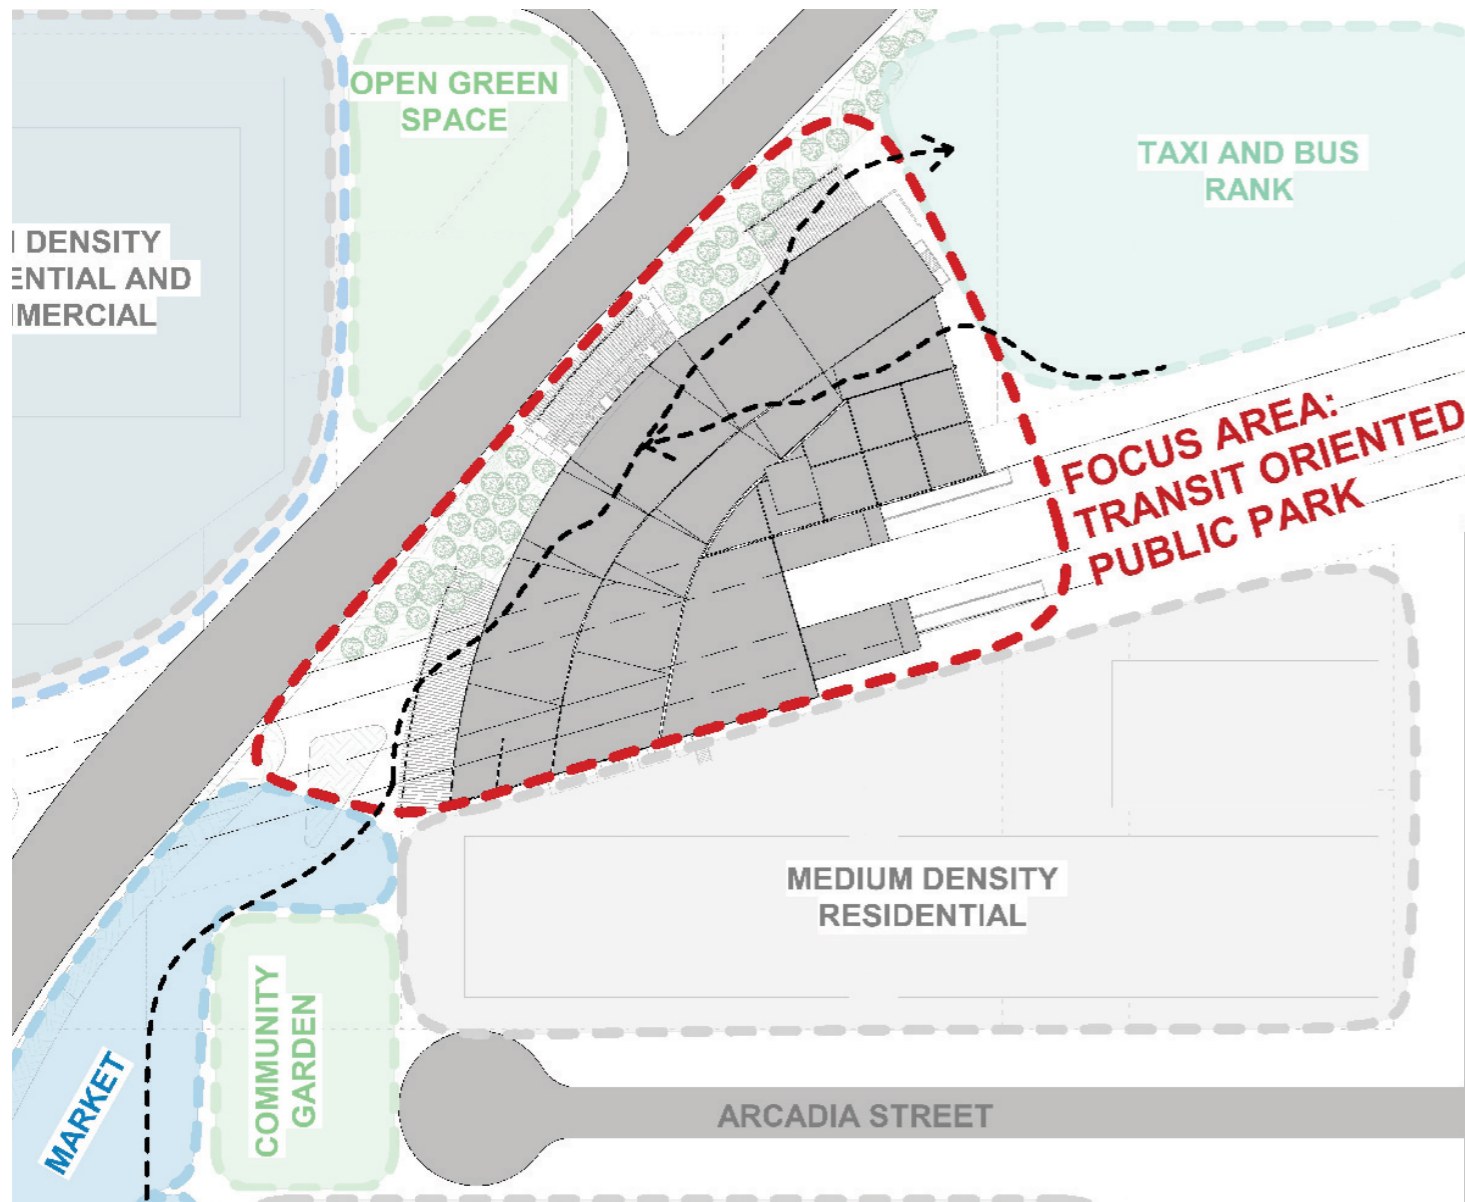 OPEN GREEN
SPACE
TAXI AND BUS
RANK
DENSITY
ENTIAL AND
MERCIAL
FOCUS AREA:
TRANSIT ORIENTED
PUBLIC PARK
MEDIUM DENSITY
RESIDENTIAL
COMMUNITY
GARDEN
MARKET
ARCADIA STREET